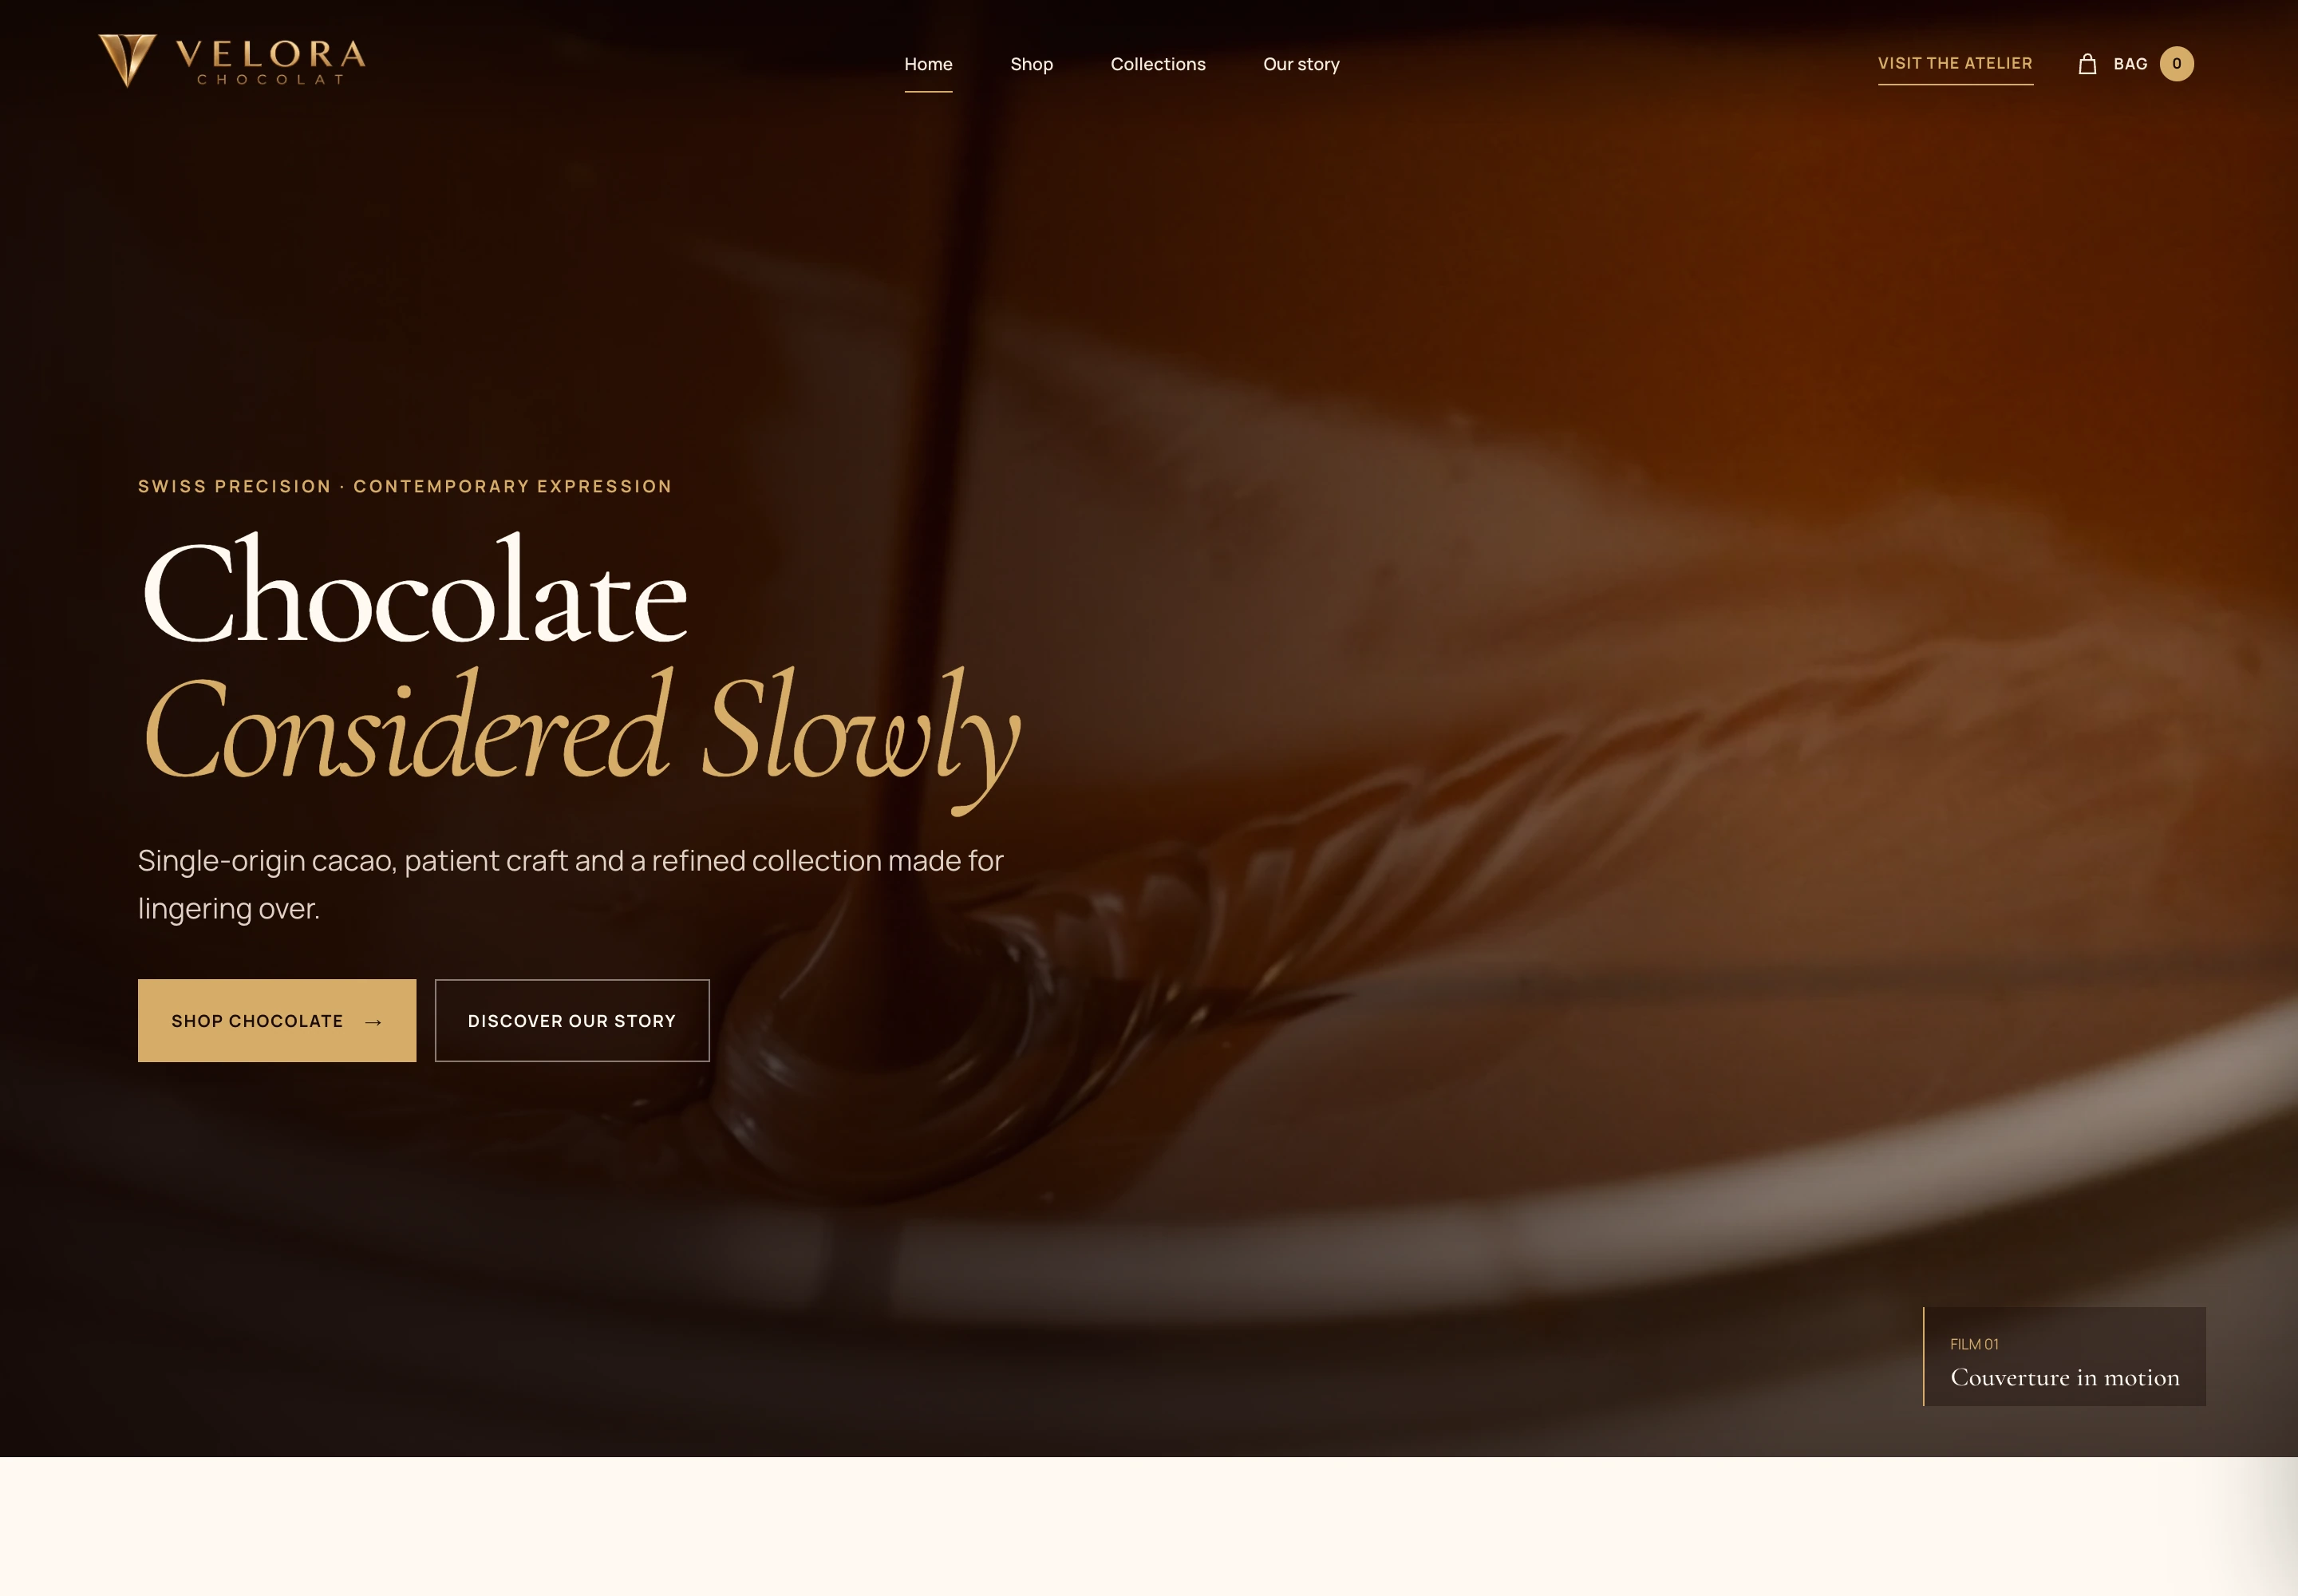 VELORA
CHOCOLAT
Home
Shop
Collections
Our story
VISIT THE ATELIER
BAG
0
SWISS PRECISION · CONTEMPORARY EXPRESSION
Chocolate
Considered Slowly
Single-origin cacao, patient craft and a refined collection made for
lingering over.
SHOP CHOCOLATE →
DISCOVER OUR STORY
FILM 01
Couverture in motion